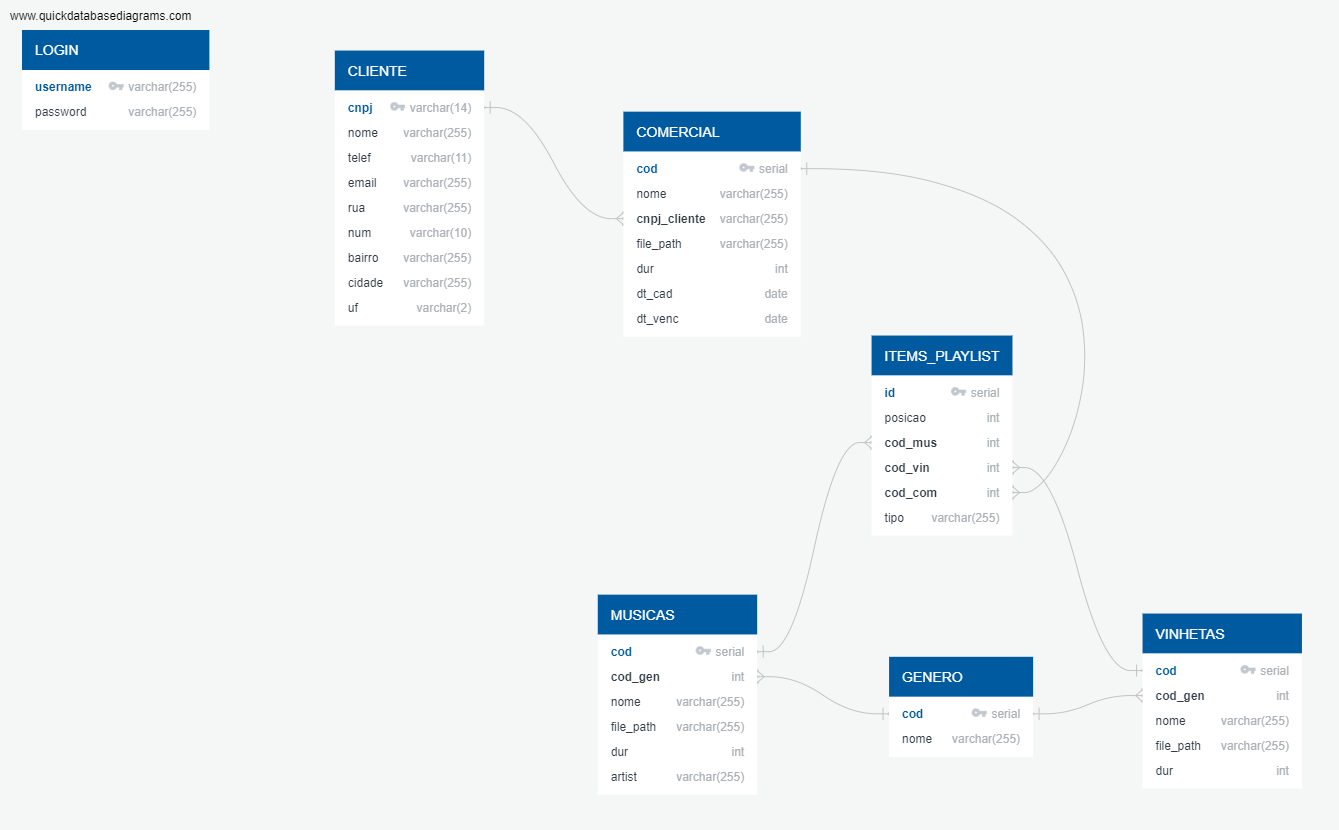 www.quickdatabasediagrams.com
LOGIN
username varchar(255)
password varchar(255)
CLIENTE
cnpj varchar(14)
nome varchar(255)
telef varchar(11)
email varchar(255)
rua varchar(255)
num varchar(10)
bairro varchar(255)
cidade varchar(255)
uf varchar(2)
COMERCIAL
cod serial
nome varchar(255)
cnpj_cliente varchar(255)
file_path varchar(255)
dur int
dt_cad date
dt_venc date
ITEMS_PLAYLIST
id serial
posicao int
cod_mus int
cod_vin int
cod_com int
tipo varchar(255)
MUSICAS
cod serial
cod_gen int
nome varchar(255)
file_path varchar(255)
dur int
artist varchar(255)
GENERO
cod serial
nome varchar(255)
VINHETAS
cod serial
cod_gen int
nome varchar(255)
file_path varchar(255)
dur int